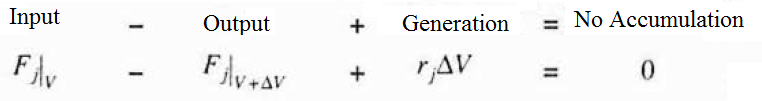 Input − Output + Generation = No Accumulation
F_j|_V − F_j|_{V+ΔV} + r_jΔV = 0